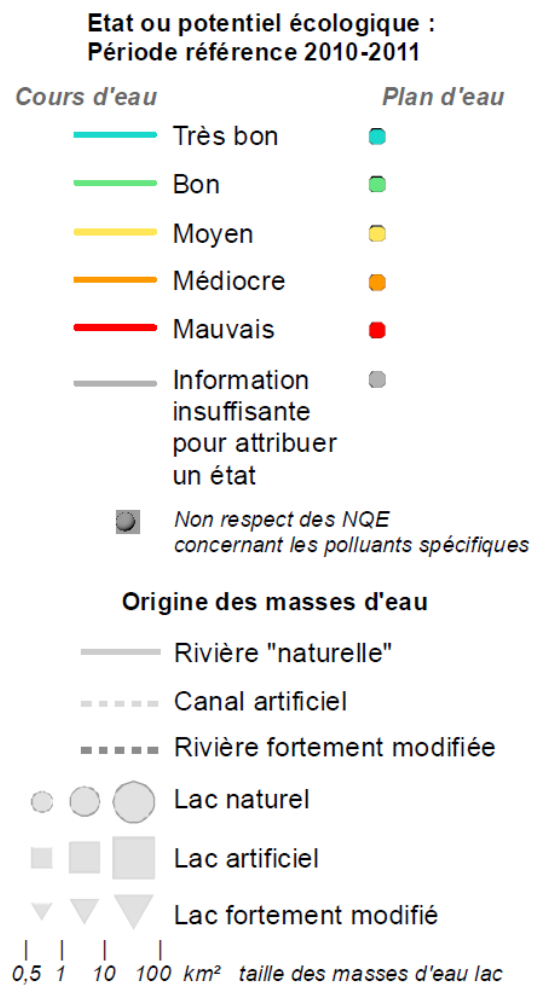 Etat ou potentiel écologique :
Période référence 2010-2011
Cours d'eau Plan d'eau
Très bon
Bon
Moyen
Médiocre
Mauvais
Information
insuffisante
pour attribuer
un état
Non respect des NQE
concernant les polluants spécifiques
Origine des masses d'eau
Rivière "naturelle"
Canal artificiel
Rivière fortement modifiée
Lac naturel
Lac artificiel
Lac fortement modifié
0,5 1 10 100 km² taille des masses d'eau lac